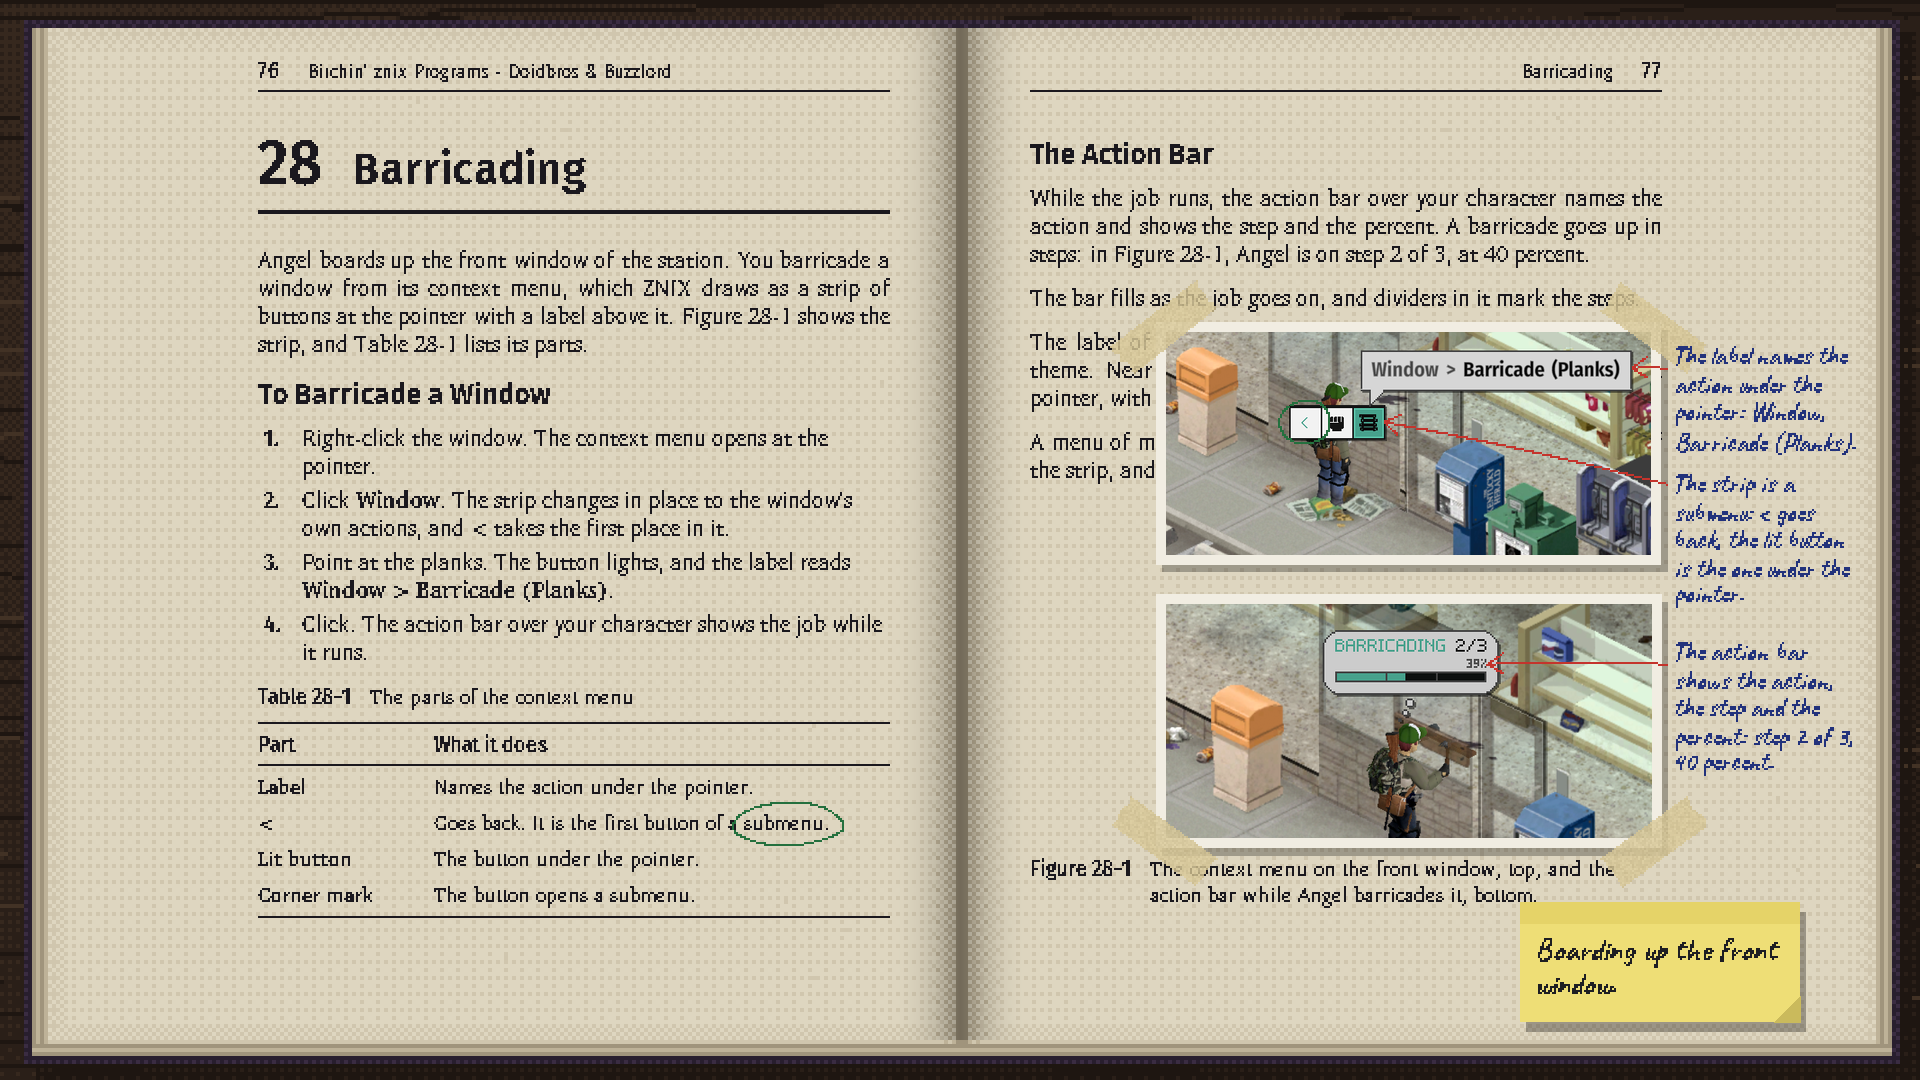 76 Birchin' znix Programs - Doidbros & Buzzlord
28 Barricading
Angel boards up the front window of the station. You barricade a
window from its context menu, which ZNIX draws as a strip of
buttons at the pointer with a label above it. Figure 28-1 shows the
strip, and Table 28-1 lists its parts.
To Barricade a Window
1. Right-click the window. The context menu opens at the
pointer.
2. Click Window. The strip changes in place to the window's
own actions, and < takes the first place in it.
3. Point at the planks. The button lights, and the label reads
Window > Barricade (Planks).
4. Click. The action bar over your character shows the job while
it runs.
Table 28-1 The parts of the context menu
Part What it does
Label Names the action under the pointer.
< Goes back. It is the first button of a submenu.
Lit button The button under the pointer.
Corner mark The button opens a submenu.
Barricading 77
The Action Bar
While the job runs, the action bar over your character names the
action and shows the step and the percent. A barricade goes up in
steps: in Figure 28-1, Angel is on step 2 of 3, at 40 percent.
The bar fills as the job goes on, and dividers in it mark the steps.
The label of
theme. Near
pointer, with
A menu of m
the strip, and
Window > Barricade (Planks)
<
KENTUCKY
HERALD
The label names the
action under the
pointer: Window,
Barricade (Planks).
The strip is a
submenu: < goes
back, the lit button
is the one under the
pointer.
BARRICADING 2/3
39%
The action bar
shows the action,
the step and the
percent: step 2 of 3,
40 percent.
Figure 28-1 The context menu on the front window, top, and the
action bar while Angel barricades it, bottom.
Boarding up the front
window